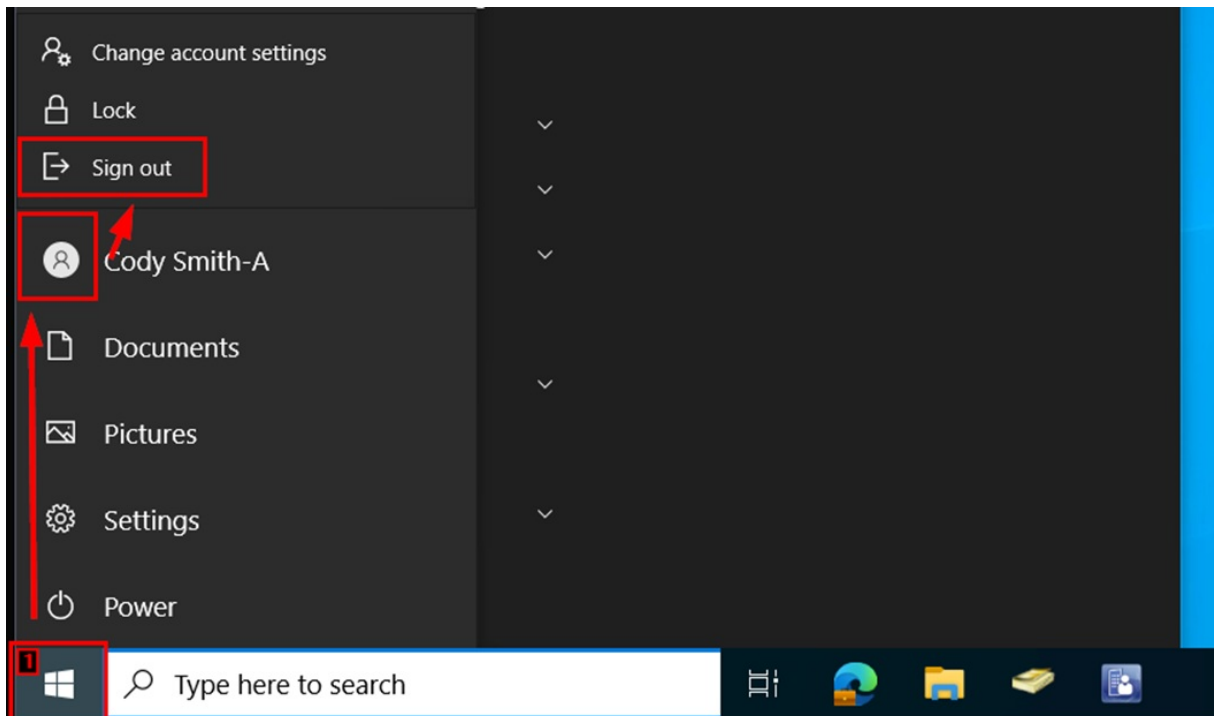 Change account settings
Lock
Sign out
Cody Smith-A
Documents
Pictures
Settings
Power
1
Type here to search